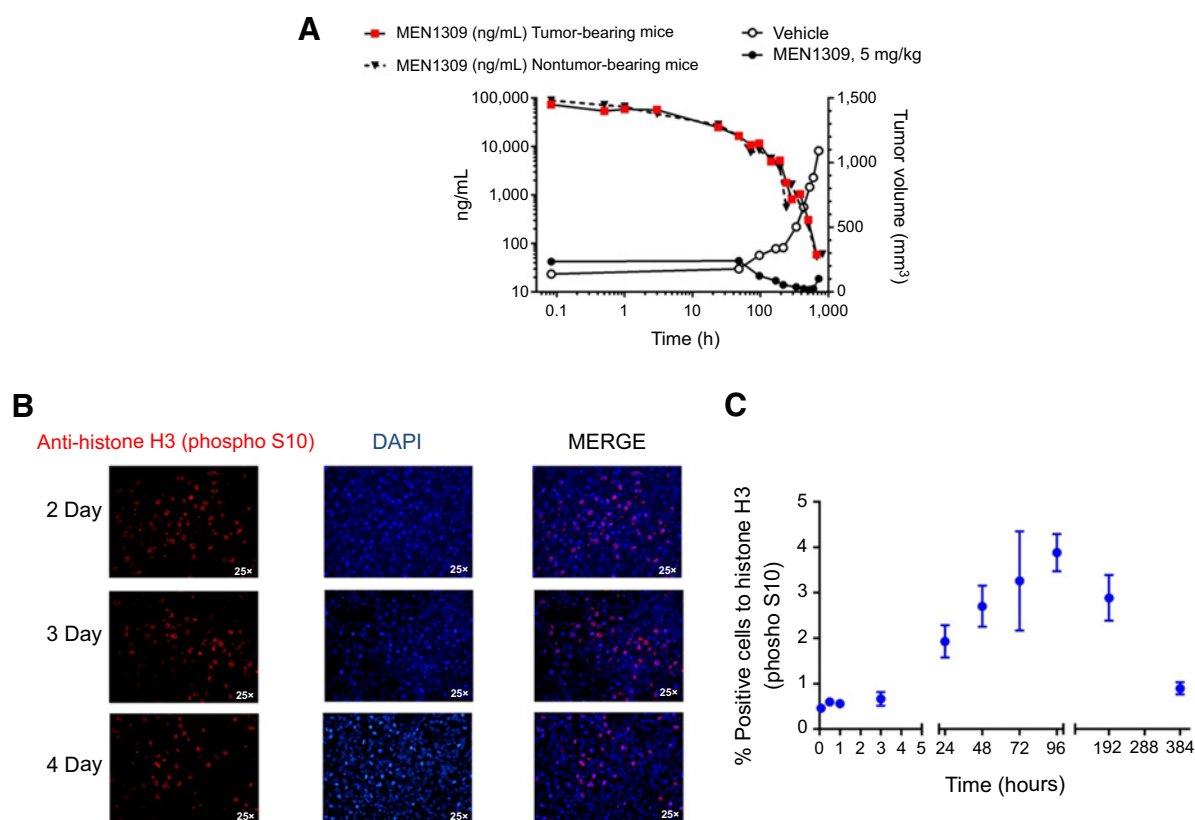 A
MEN1309 (ng/mL) Tumor-bearing mice
MEN1309 (ng/mL) Nontumor-bearing mice
Vehicle
MEN1309, 5 mg/kg
100,000
10,000
1,000
100
10
ng/mL
1,500
1,000
500
0
Tumor volume (mm³)
0.1 1 10 100 1,000
Time (h)
B
Anti-histone H3 (phospho S10) DAPI MERGE
2 Day
25× 25× 25×
3 Day
25× 25× 25×
4 Day
25× 25× 25×
C
% Positive cells to histone H3
(phosho S10)
5
4
3
2
1
0
0 1 2 3 4 5 24 48 72 96 192 288 384
Time (hours)